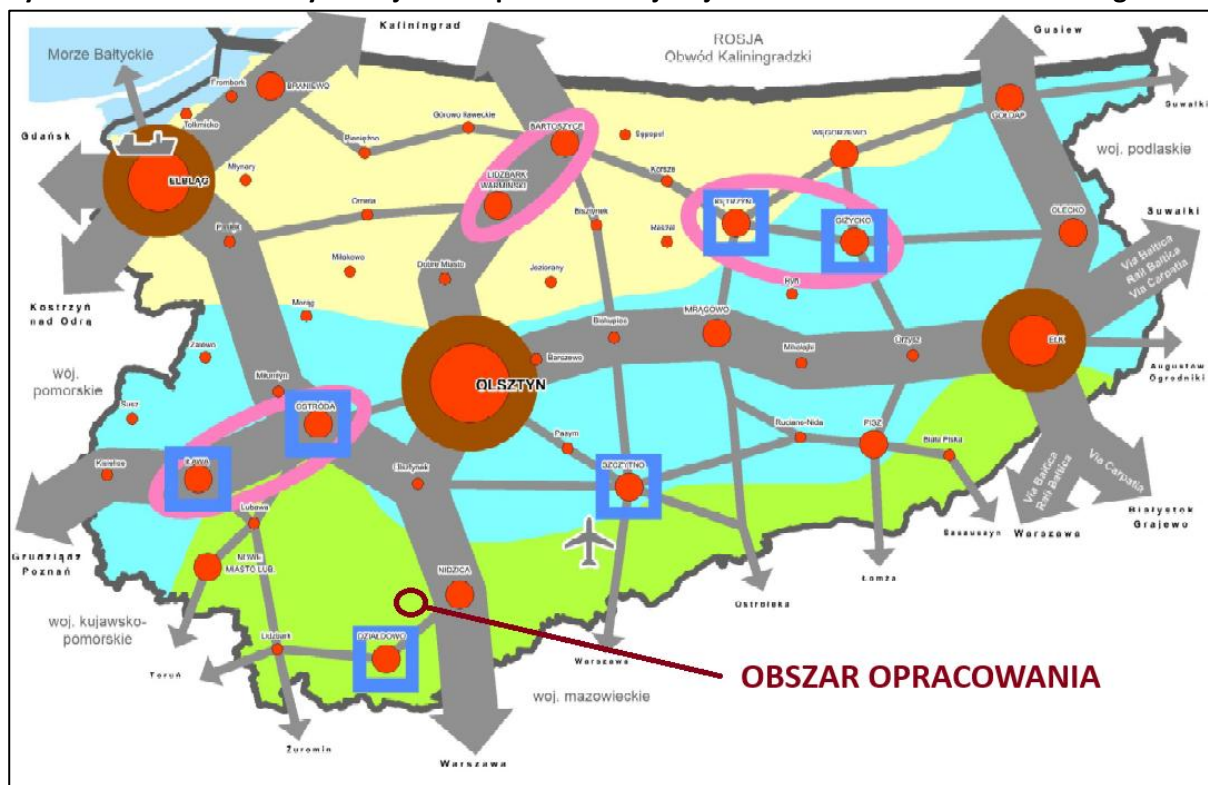 Kaliningrad
Gusiew
Morze Bałtyckie
ROSJA
Obwód Kaliningradzki
Frombork
BRANIEWO
Tolkmicko
Suwałki
GOŁDAP
Gdańsk
Pieniężno
Górowo Iławeckie
BARTOSZYCE
Sępopol
WĘGORZEWO
woj. podlaskie
ELBLĄG
Młynary
LIDZBARK
WARMIŃSKI
Korsze
Orneta
Bisztynek
KĘTRZYN
GIŻYCKO
OLECKO
Suwałki
Pasłęk
Reszel
Miłakowo
Dobre Miasto
Jeziorany
Ryn
Via Baltica
Rail Baltica
Via Carpatia
Kostrzyń
nad Odrą
Morąg
Biskupiec
MRĄGOWO
EŁK
Zalewo
Barczewo
Mikołajki
Orzysz
woj.
pomorskie
Miłomłyn
OLSZTYN
Augustów
Ogrodniki
Susz
OSTRÓDA
Pasym
Ruciane-Nida
PISZ
Biała Piska
Kisielice
IŁAWA
Olsztynek
SZCZYTNO
Via Baltica
Rail Baltica
Via Carpatia
Lubawa
Białystok
Grajewo
Grudziądz
Poznań
NOWE
MIASTO LUB.
NIDZICA
Warszawa
Łomża
Ostrołęka
woj. kujawsko-
pomorskie
Lidzbark
DZIAŁDOWO
Warszawa
Toruń
OBSZAR OPRACOWANIA
woj. mazowieckie
Żuromin
Warszawa